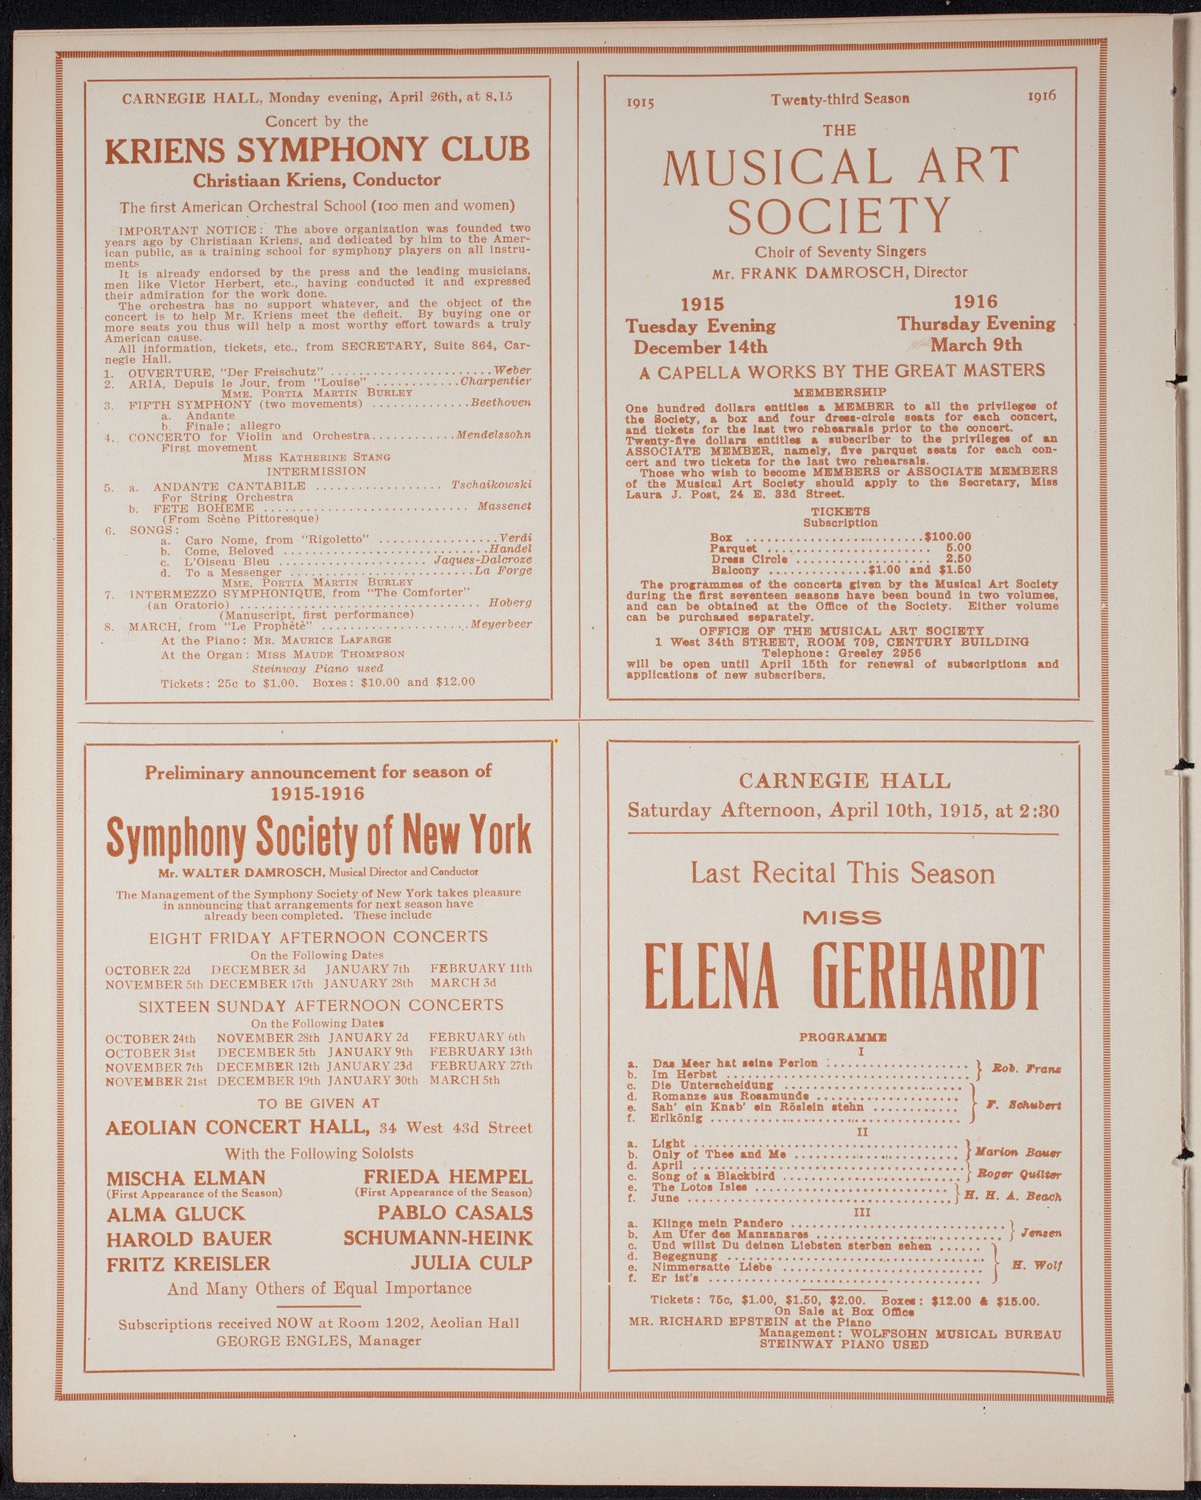 CARNEGIE HALL, Monday evening, April 26th, at 8.15
Concert by the
KRIENS SYMPHONY CLUB
Christiaan Kriens, Conductor
The first American Orchestral School (100 men and women)
IMPORTANT NOTICE: The above organization was founded two
years ago by Christiaan Kriens, and dedicated by him to the Amer-
ican public, as a training school for symphony players on all instru-
ments
It is already endorsed by the press and the leading musicians,
men like Victor Herbert, etc., having conducted it and expressed
their admiration for the work done.
The orchestra has no support whatever, and the object of the
concert is to help Mr. Kriens meet the deficit. By buying one or
more seats you thus will help a most worthy effort towards a truly
American cause.
All information, tickets, etc., from SECRETARY, Suite 864, Car-
negie Hall.
1. OUVERTURE, "Der Freischutz" ........ Weber
2. ARIA, Depuis le Jour, from "Louise" ........ Charpentier
MME. PORTIA MARTIN BURLEY
3. FIFTH SYMPHONY (two movements) ........ Beethoven
a. Andante
b. Finale; allegro
4. CONCERTO for Violin and Orchestra ........ Mendelssohn
First movement
MISS KATHERINE STANG
INTERMISSION
5. a. ANDANTE CANTABILE ........ Tschaikowski
For String Orchestra
b. FETE BOHEME ........ Massenet
(From Scène Pittoresque)
6. SONGS:
a. Caro Nome, from "Rigoletto" ........ Verdi
b. Come, Beloved ........ Handel
c. L'Oiseau Bleu ........ Jaques-Dalcroze
d. To a Messenger ........ La Forge
MME. PORTIA MARTIN BURLEY
7. INTERMEZZO SYMPHONIQUE, from "The Comforter"
(an Oratorio) ........ Hoberg
(Manuscript, first performance)
8. MARCH, from "Le Prophètè" ........ Meyerbeer
At the Piano: MR. MAURICE LAFARGE
At the Organ: MISS MAUDE THOMPSON
Steinway Piano used
Tickets: 25c to $1.00. Boxes: $10.00 and $12.00
1915 Twenty-third Season 1916
THE
MUSICAL ART
SOCIETY
Choir of Seventy Singers
Mr. FRANK DAMROSCH, Director
1915 1916
Tuesday Evening Thursday Evening
December 14th March 9th
A CAPELLA WORKS BY THE GREAT MASTERS
MEMBERSHIP
One hundred dollars entitles a MEMBER to all the privileges of
the Society, a box and four dress-circle seats for each concert,
and tickets for the last two rehearsals prior to the concert.
Twenty-five dollars entitles a subscriber to the privileges of an
ASSOCIATE MEMBER, namely, five parquet seats for each con-
cert and two tickets for the last two rehearsals.
Those who wish to become MEMBERS or ASSOCIATE MEMBERS
of the Musical Art Society should apply to the Secretary, Miss
Laura J. Post, 24 E. 33d Street.
TICKETS
Subscription
Box ........ $100.00
Parquet ........ 5.00
Dress Circle ........ 2.50
Balcony ........ $1.00 and $1.50
The programmes of the concerts given by the Musical Art Society
during the first seventeen seasons have been bound in two volumes,
and can be obtained at the Office of the Society. Either volume
can be purchased separately.
OFFICE OF THE MUSICAL ART SOCIETY
1 West 34th STREET, ROOM 709, CENTURY BUILDING
Telephone: Greeley 2956
will be open until April 15th for renewal of subscriptions and
applications of new subscribers.
Preliminary announcement for season of
1915-1916
Symphony Society of New York
Mr. WALTER DAMROSCH, Musical Director and Conductor
The Management of the Symphony Society of New York takes pleasure
in announcing that arrangements for next season have
already been completed. These include
EIGHT FRIDAY AFTERNOON CONCERTS
On the Following Dates
OCTOBER 22d DECEMBER 3d JANUARY 7th FEBRUARY 11th
NOVEMBER 5th DECEMBER 17th JANUARY 28th MARCH 3d
SIXTEEN SUNDAY AFTERNOON CONCERTS
On the Following Dates
OCTOBER 24th NOVEMBER 28th JANUARY 2d FEBRUARY 6th
OCTOBER 31st DECEMBER 5th JANUARY 9th FEBRUARY 13th
NOVEMBER 7th DECEMBER 12th JANUARY 23d FEBRUARY 27th
NOVEMBER 21st DECEMBER 19th JANUARY 30th MARCH 5th
TO BE GIVEN AT
AEOLIAN CONCERT HALL, 34 West 43d Street
With the Following Soloists
MISCHA ELMAN FRIEDA HEMPEL
(First Appearance of the Season) (First Appearance of the Season)
ALMA GLUCK PABLO CASALS
HAROLD BAUER SCHUMANN-HEINK
FRITZ KREISLER JULIA CULP
And Many Others of Equal Importance
Subscriptions received NOW at Room 1202, Aeolian Hall
GEORGE ENGLES, Manager
CARNEGIE HALL
Saturday Afternoon, April 10th, 1915, at 2:30
Last Recital This Season
MISS
ELENA GERHARDT
PROGRAMME
I
a. Das Meer hat seine Perlen ........
b. Im Herbst ........ Rob. Franz
c. Die Unterscheidung ........
d. Romanze aus Rosamunde ........
e. Sah' ein Knab' ein Röslein stehn ........ F. Schubert
f. Erlkönig ........
II
a. Light ........
b. Only of Thee and Me ........ Marion Bauer
d. April ........
c. Song of a Blackbird ........ Roger Quilter
e. The Lotos Isles ........
f. June ........ H. H. A. Beach
III
a. Klinge mein Pandero ........
b. Am Ufer des Manzanares ........ Jensen
c. Und willst Du deinen Liebsten sterben sehen ........
d. Begegnung ........
e. Nimmersatte Liebe ........ H. Wolf
f. Er ist's ........
Tickets: 75c, $1.00, $1.50, $2.00. Boxes: $12.00 & $15.00.
On Sale at Box Office
MR. RICHARD EPSTEIN at the Piano
Management: WOLFSOHN MUSICAL BUREAU
STEINWAY PIANO USED